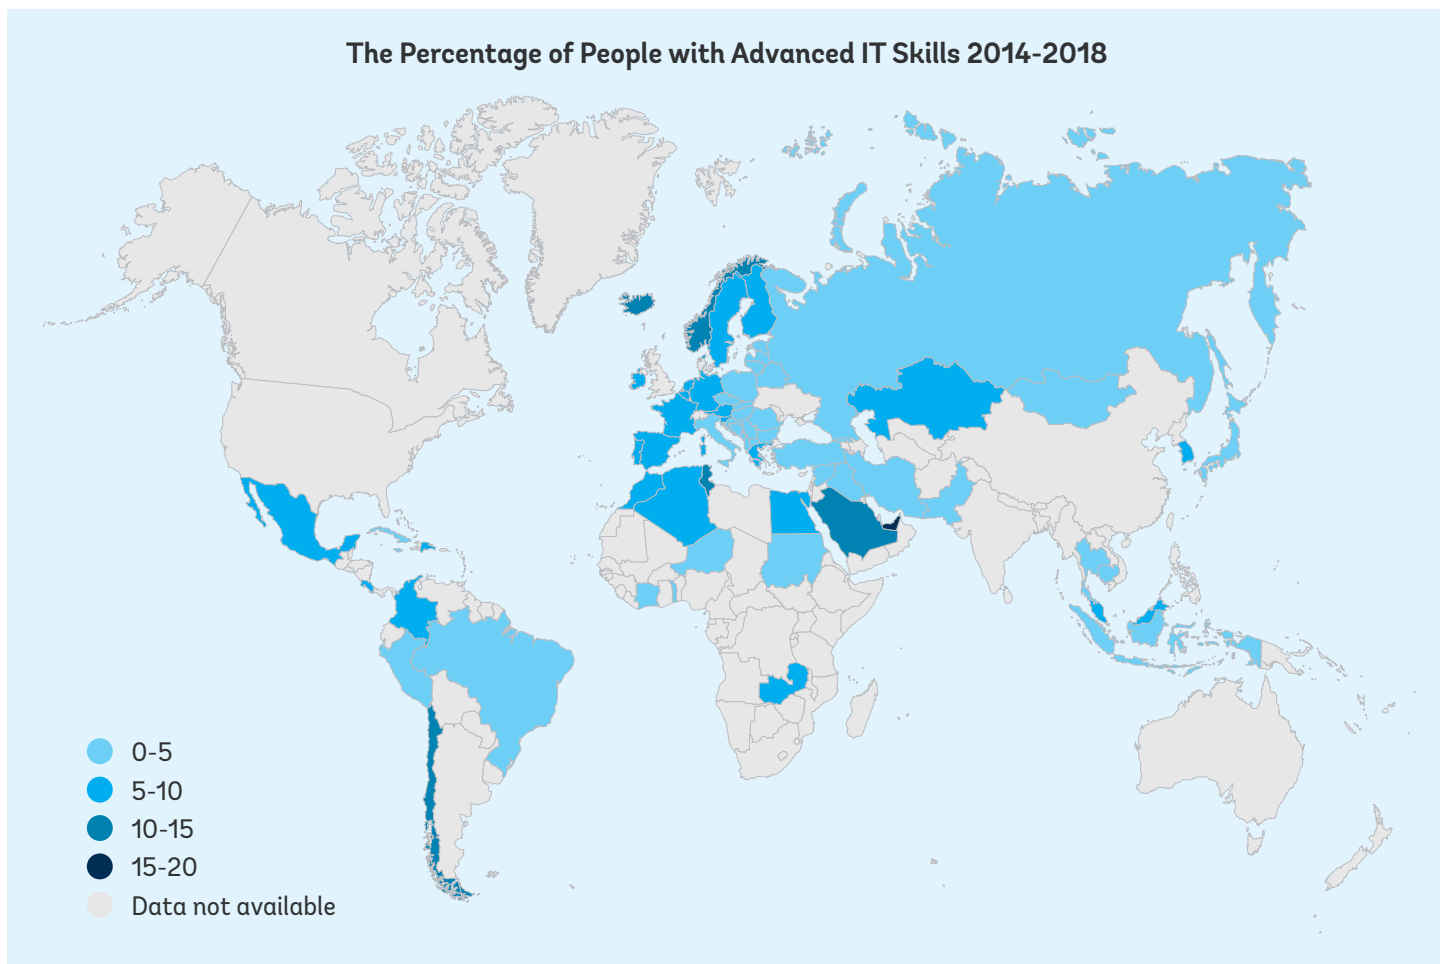 The Percentage of People with Advanced IT Skills 2014-2018
0-5
5-10
10-15
15-20
Data not available